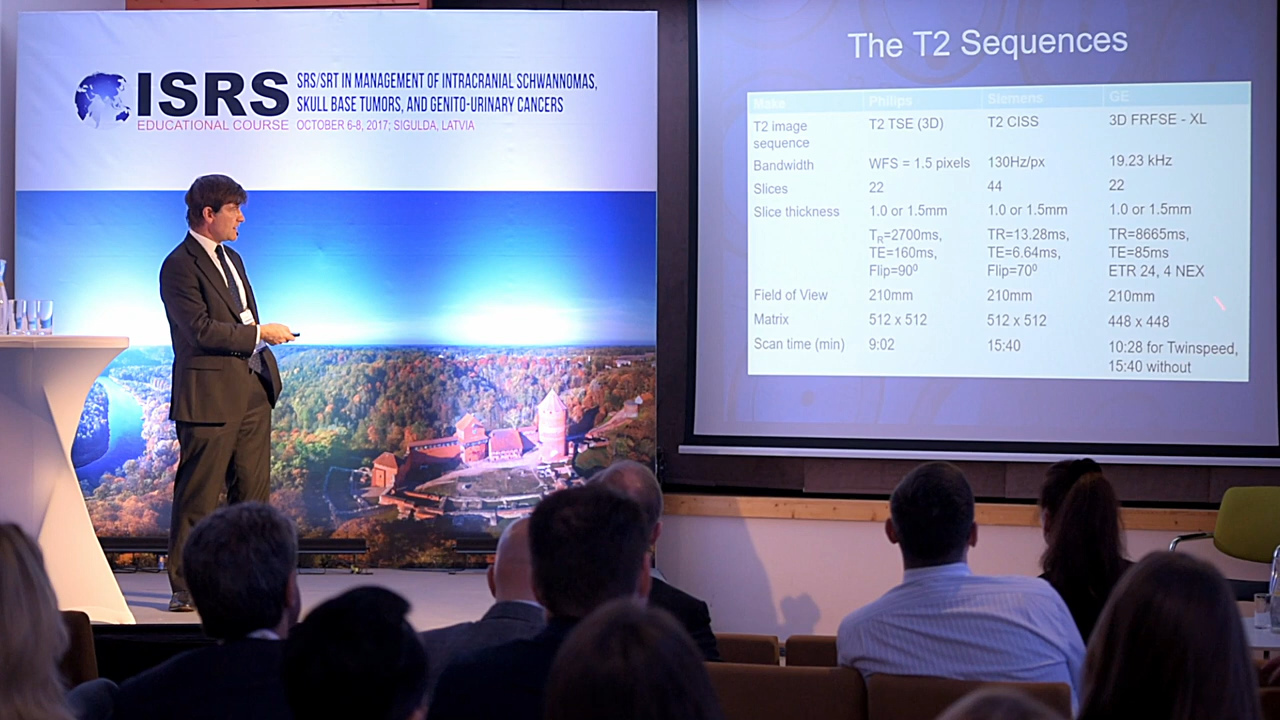 ISRS
EDUCATIONAL COURSE
SRS/SRT IN MANAGEMENT OF INTRACRANIAL SCHWANNOMAS,
SKULL BASE TUMORS, AND GENITO-URINARY CANCERS
OCTOBER 6-8, 2017; SIGULDA, LATVIA
The T2 Sequences
Make Philips Siemens GE
T2 image T2 TSE (3D) T2 CISS 3D FRFSE - XL
sequence
Bandwidth WFS = 1.5 pixels 130Hz/px 19.23 kHz
Slices 22 44 22
Slice thickness 1.0 or 1.5mm 1.0 or 1.5mm 1.0 or 1.5mm
TR=2700ms, TR=13.28ms, TR=8665ms,
TE=160ms, TE=6.64ms, TE=85ms
Flip=90⁰ Flip=70⁰ ETR 24, 4 NEX
Field of View 210mm 210mm 210mm
Matrix 512 x 512 512 x 512 448 x 448
Scan time (min) 9:02 15:40 10:28 for Twinspeed,
15:40 without